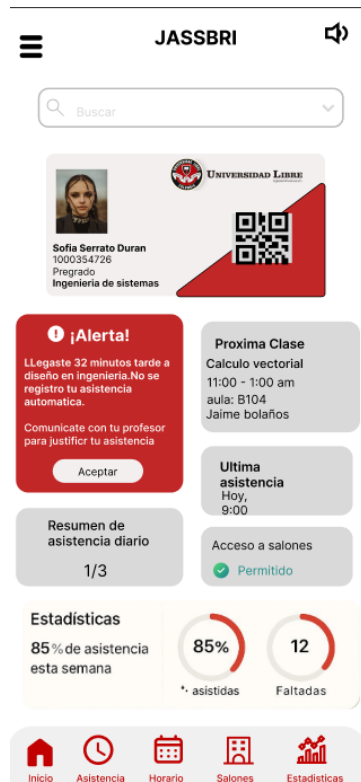 JASSBRI
Buscar
UNIVERSIDAD LIBRE
Sofia Serrato Duran
1000354726
Pregrado
Ingenieria de sistemas
¡Alerta!
LLegaste 32 minutos tarde a
diseño en ingenieria.No se
registro tu asistencia
automatica.
Comunicate con tu profesor
para justificr tu asistencia
Aceptar
Proxima Clase
Calculo vectorial
11:00 - 1:00 am
aula: B104
Jaime bolaños
Ultima
asistencia
Hoy,
9:00
Resumen de
asistencia diario
1/3
Acceso a salones
Permitido
Estadísticas
85% de asistencia
esta semana
85%
asistidas
12
Faltadas
Inicio
Asistencia
Horario
Salones
Estadisticas